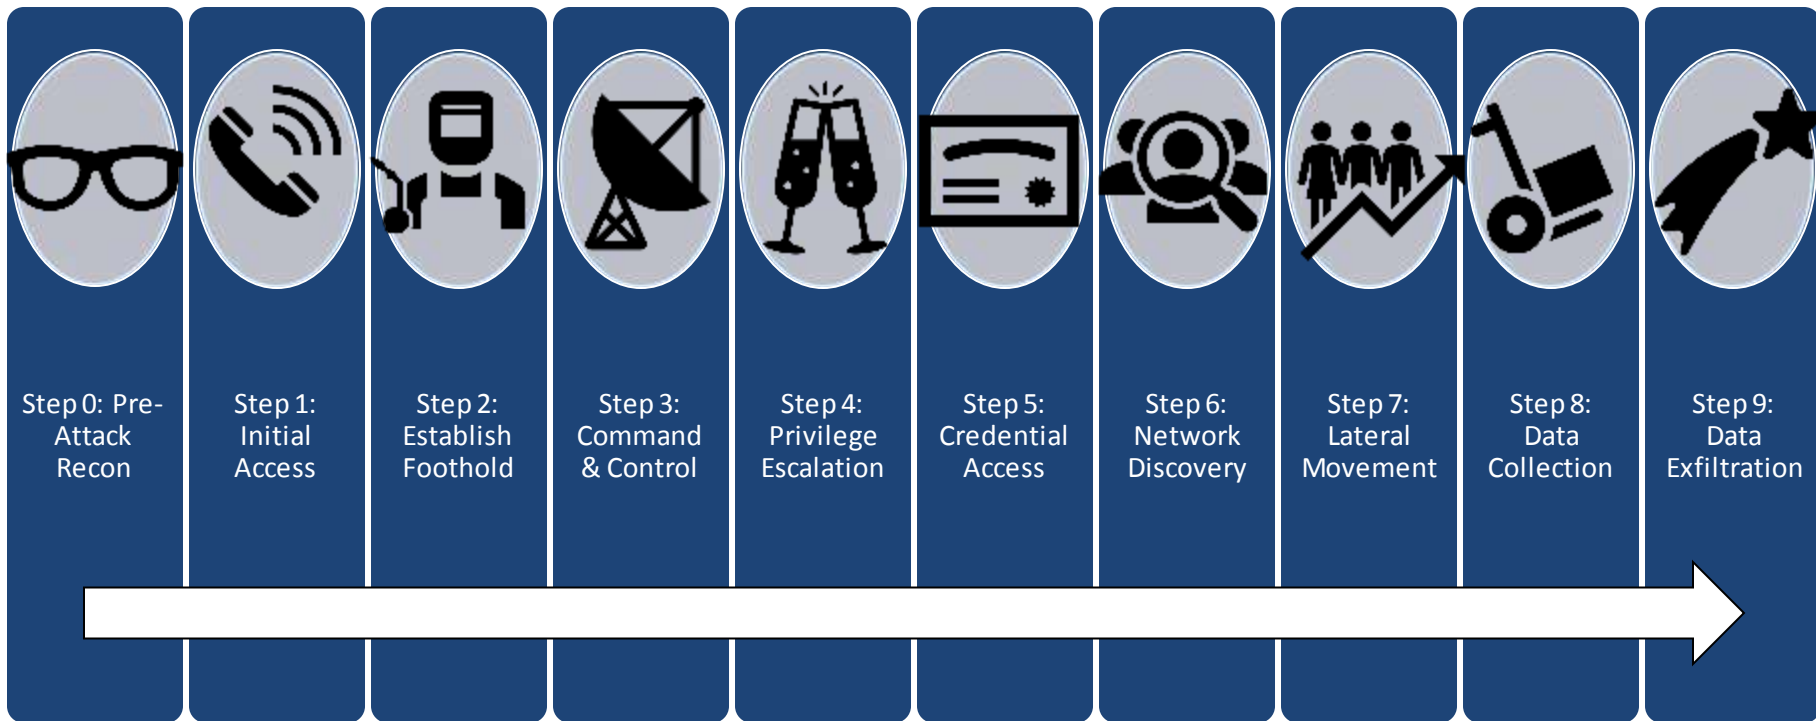 Step 0: Pre-
Attack
Recon
Step 1:
Initial
Access
Step 2:
Establish
Foothold
Step 3:
Command
& Control
Step 4:
Privilege
Escalation
Step 5:
Credential
Access
Step 6:
Network
Discovery
Step 7:
Lateral
Movement
Step 8:
Data
Collection
Step 9:
Data
Exfiltration